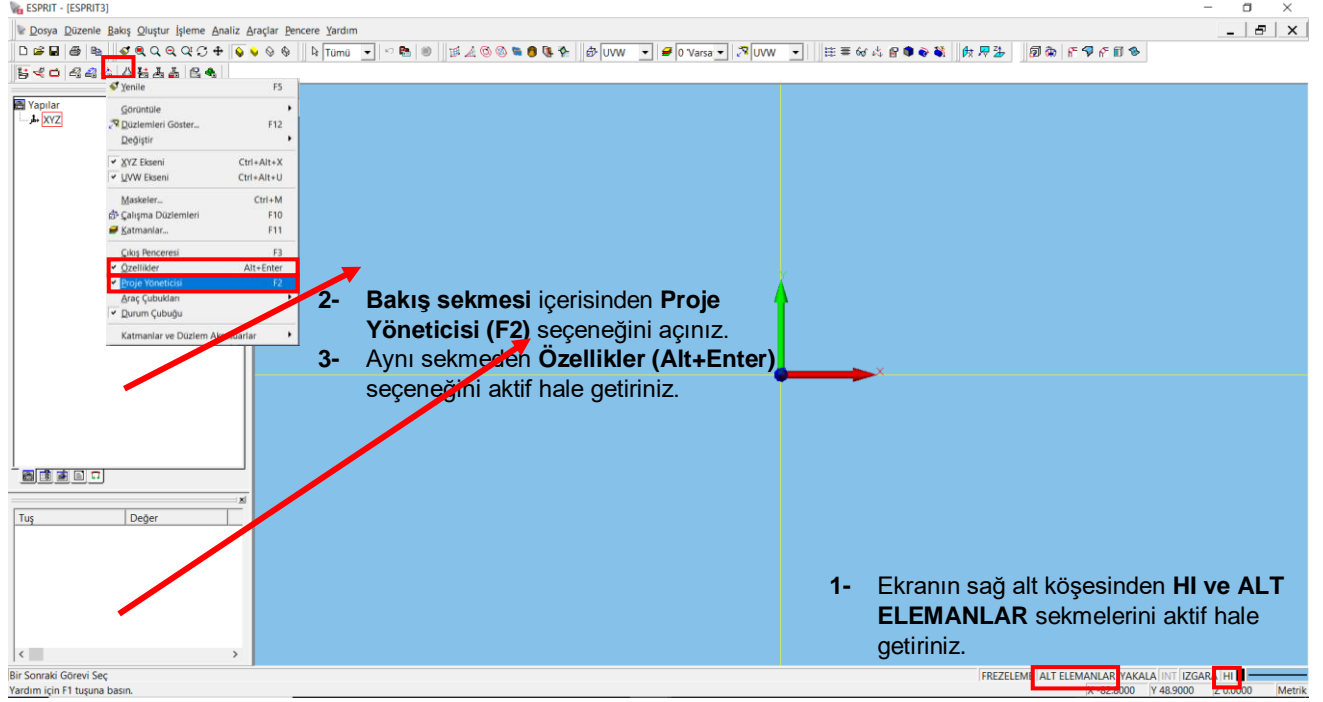 ESPRIT - [ESPRIT3]
Dosya Düzenle Bakış Oluştur İşleme Analiz Araçlar Pencere Yardım
Tümü UVW 0 Varsa UVW
Yapılar
XYZ
Yenile F5
Görüntüle
Düzlemleri Göster... F12
Değiştir
XYZ Ekseni Ctrl+Alt+X
UVW Ekseni Ctrl+Alt+U
Maskeler... Ctrl+M
Çalışma Düzlemleri F10
Katmanlar... F11
Çıkış Penceresi F3
Özellikler Alt+Enter
Proje Yöneticisi F2
Araç Çubukları
Durum Çubuğu
Katmanlar ve Düzlem
2- Bakış sekmesi içerisinden Proje
Yöneticisi (F2) seçeneğini açınız.
3- Aynı sekmeden Özellikler (Alt+Enter)
seçeneğini aktif hale getiriniz.
Y
X
Tuş Değer
1- Ekranın sağ alt köşesinden HI ve ALT
ELEMANLAR sekmelerini aktif hale
getiriniz.
Bir Sonraki Görevi Seç
FREZELEME ALT ELEMANLAR YAKALA INT IZGARA HI
Yardım için F1 tuşuna basın.
Y 48.9000 Z 0.0000 Metrik